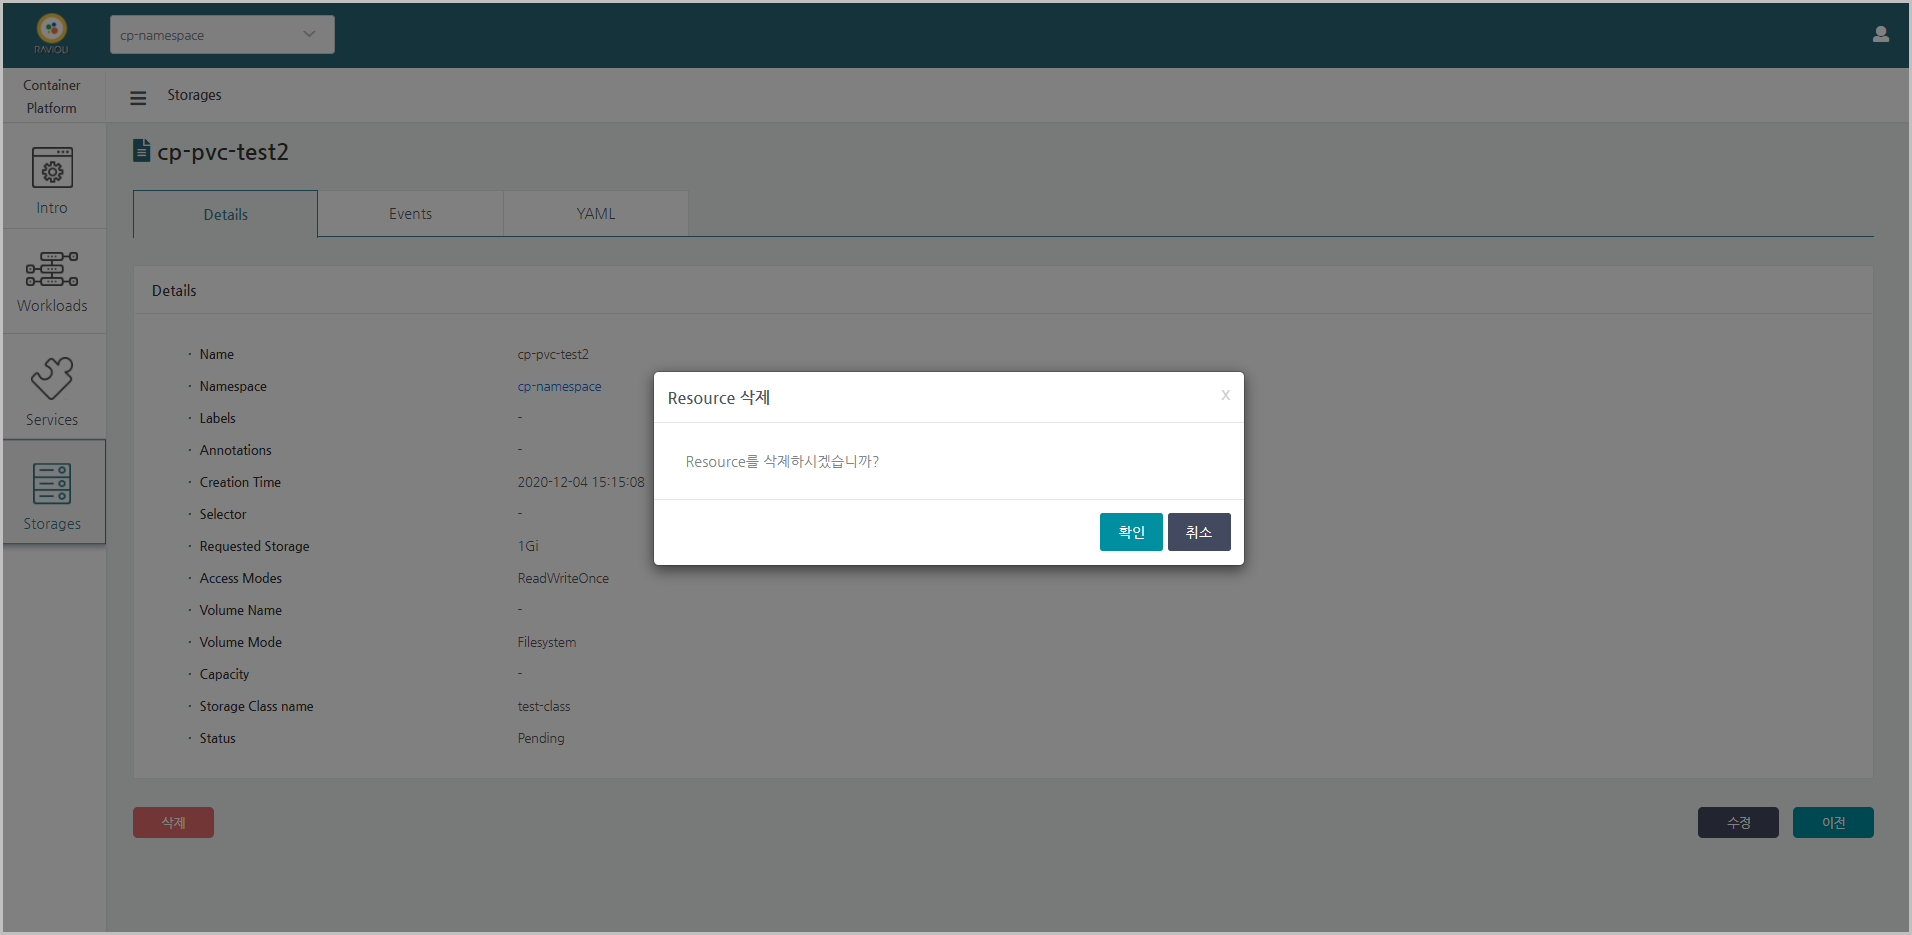 RAVIOLI
cp-namespace
Container
Platform
Storages
Intro
Workloads
Services
Storages
cp-pvc-test2
Details
Events
YAML
Details
· Name cp-pvc-test2
· Namespace cp-namespace
· Labels -
· Annotations -
· Creation Time 2020-12-04 15:15:08
· Selector -
· Requested Storage 1Gi
· Access Modes ReadWriteOnce
· Volume Name -
· Volume Mode Filesystem
· Capacity -
· Storage Class name test-class
· Status Pending
Resource 삭제 X
Resource를 삭제하시겠습니까?
확인 취소
삭제 수정 이전